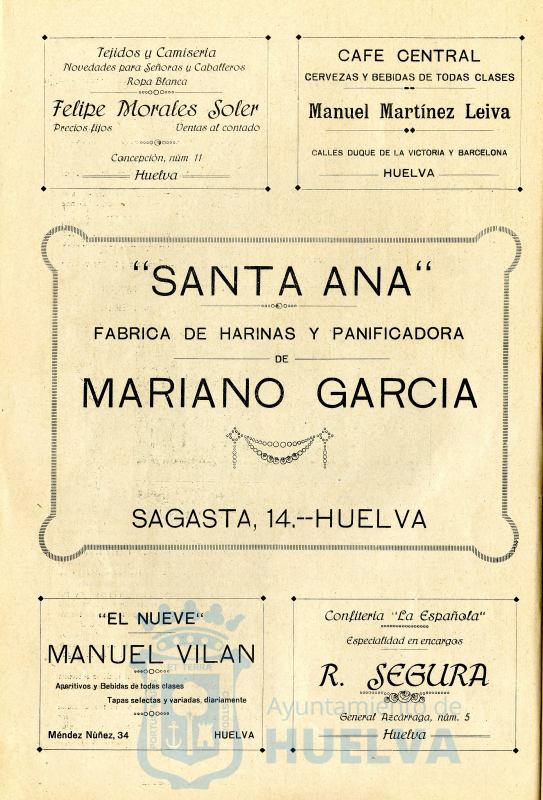 Tejidos y Camiseria
Novedades para Señoras y Caballeros
Ropa Blanca
Felipe Morales Soler
Precios fijos Ventas al contado
Concepción, núm 11
Huelva
CAFE CENTRAL
CERVEZAS Y BEBIDAS DE TODAS CLASES
Manuel Martínez Leiva
CALLES DUQUE DE LA VICTORIA Y BARCELONA
HUELVA
"SANTA ANA"
FABRICA DE HARINAS Y PANIFICADORA
DE
MARIANO GARCIA
SAGASTA, 14.--HUELVA
"EL NUEVE"
MANUEL VILAN
Aparitivos y Bebidas de todas clases
Tapas selectas y variadas, diariamente
Méndez Núñez, 34 HUELVA
Confiteria "La Española"
Especialidad en encargos
R. SEGURA
General Azcárraga, núm. 5
Huelva
Ayuntamiento de
HUELVA